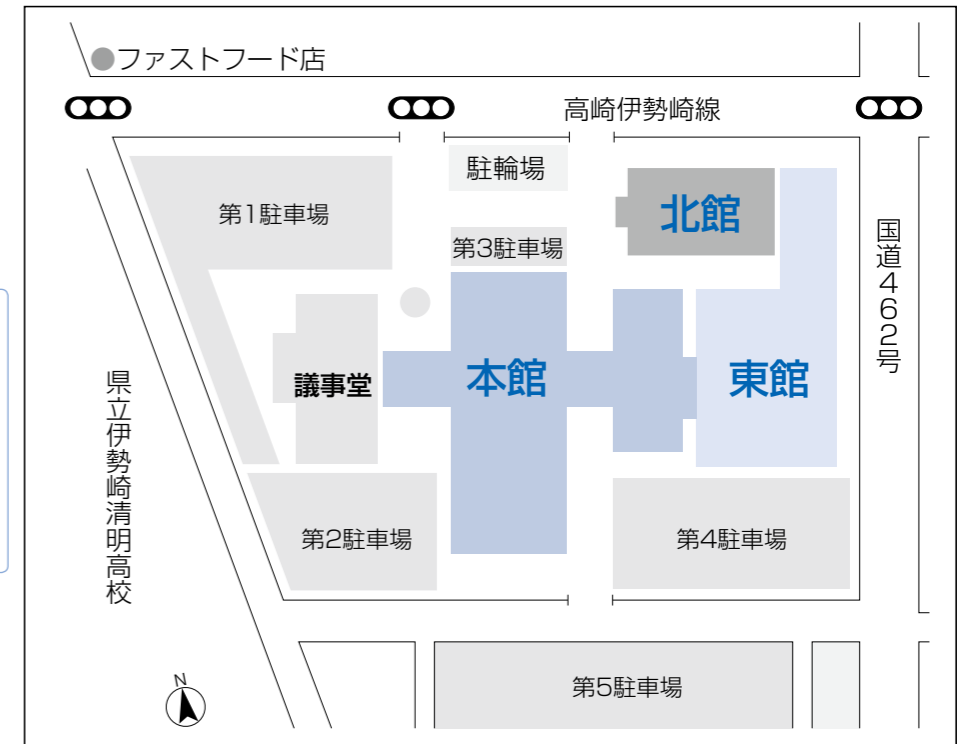 ファストフード店
高崎伊勢崎線
駐輪場
北館
第1駐車場
第3駐車場
国道462号
議事堂
本館
東館
県立伊勢崎清明高校
第2駐車場
第4駐車場
第5駐車場
N